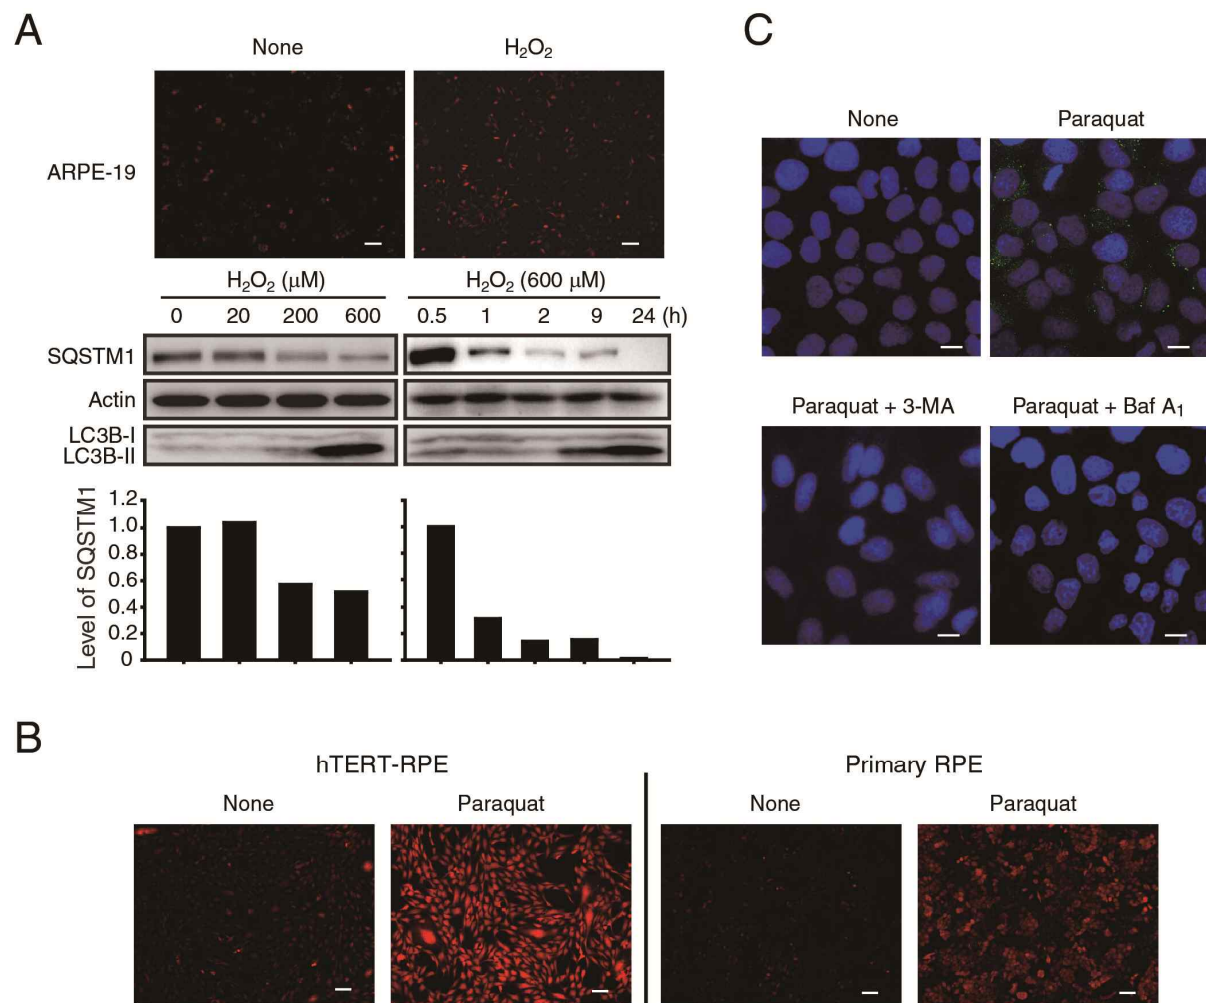 A
None
H₂O₂
ARPE-19
H₂O₂ (µM)
H₂O₂ (600 µM)
0 20 200 600
0.5 1 2 9 24 (h)
SQSTM1
Actin
LC3B-I
LC3B-II
Level of SQSTM1
1.2
1.0
0.8
0.6
0.4
0.2
0
C
None
Paraquat
Paraquat + 3-MA
Paraquat + Baf A₁
B
hTERT-RPE
Primary RPE
None
Paraquat
None
Paraquat